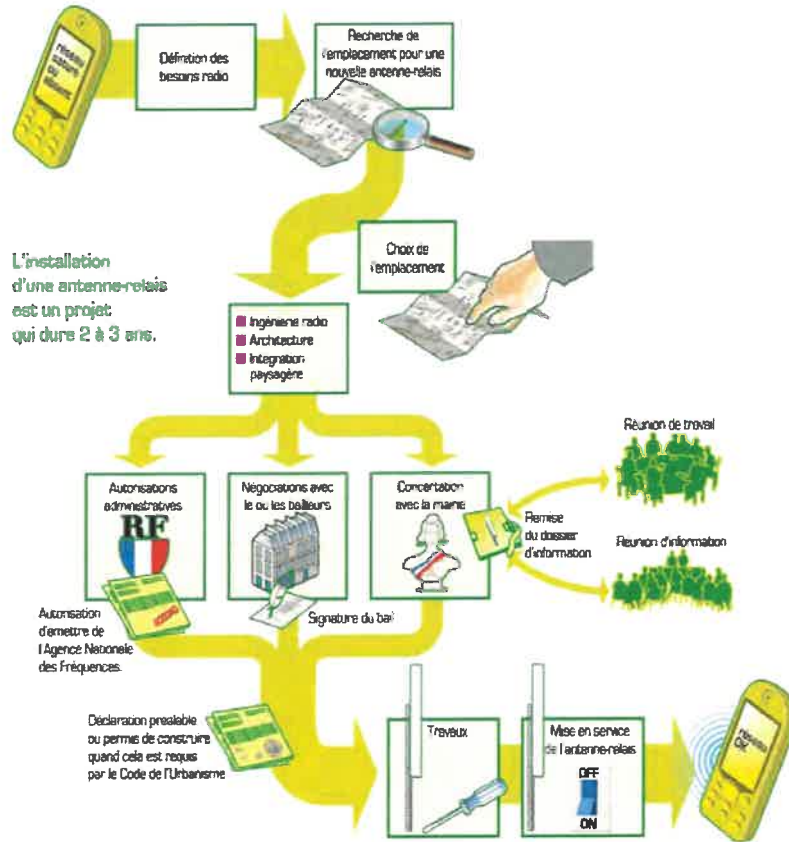 réseau
saturé
ou
absent
Définition des
besoins radio
Recherche de
l'emplacement pour une
nouvelle antenne-relais
L'installation
d'une antenne-relais
est un projet
qui dure 2 à 3 ans.
Choix de
l'emplacement
Ingénierie radio
Architecture
Intégration
paysagère
Autorisations
administratives
RF
Négociations avec
le ou les bailleurs
Concertation
avec la mairie
Remise
du dossier
d'information
Réunion de travail
Réunion d'information
Autorisation
d'émettre de
l'Agence Nationale
des Fréquences.
Signature du bail
Déclaration préalable
ou permis de construire
quand cela est requis
par le Code de l'Urbanisme
Travaux
Mise en service
de l'antenne-relais
OFF
ON
réseau
OK